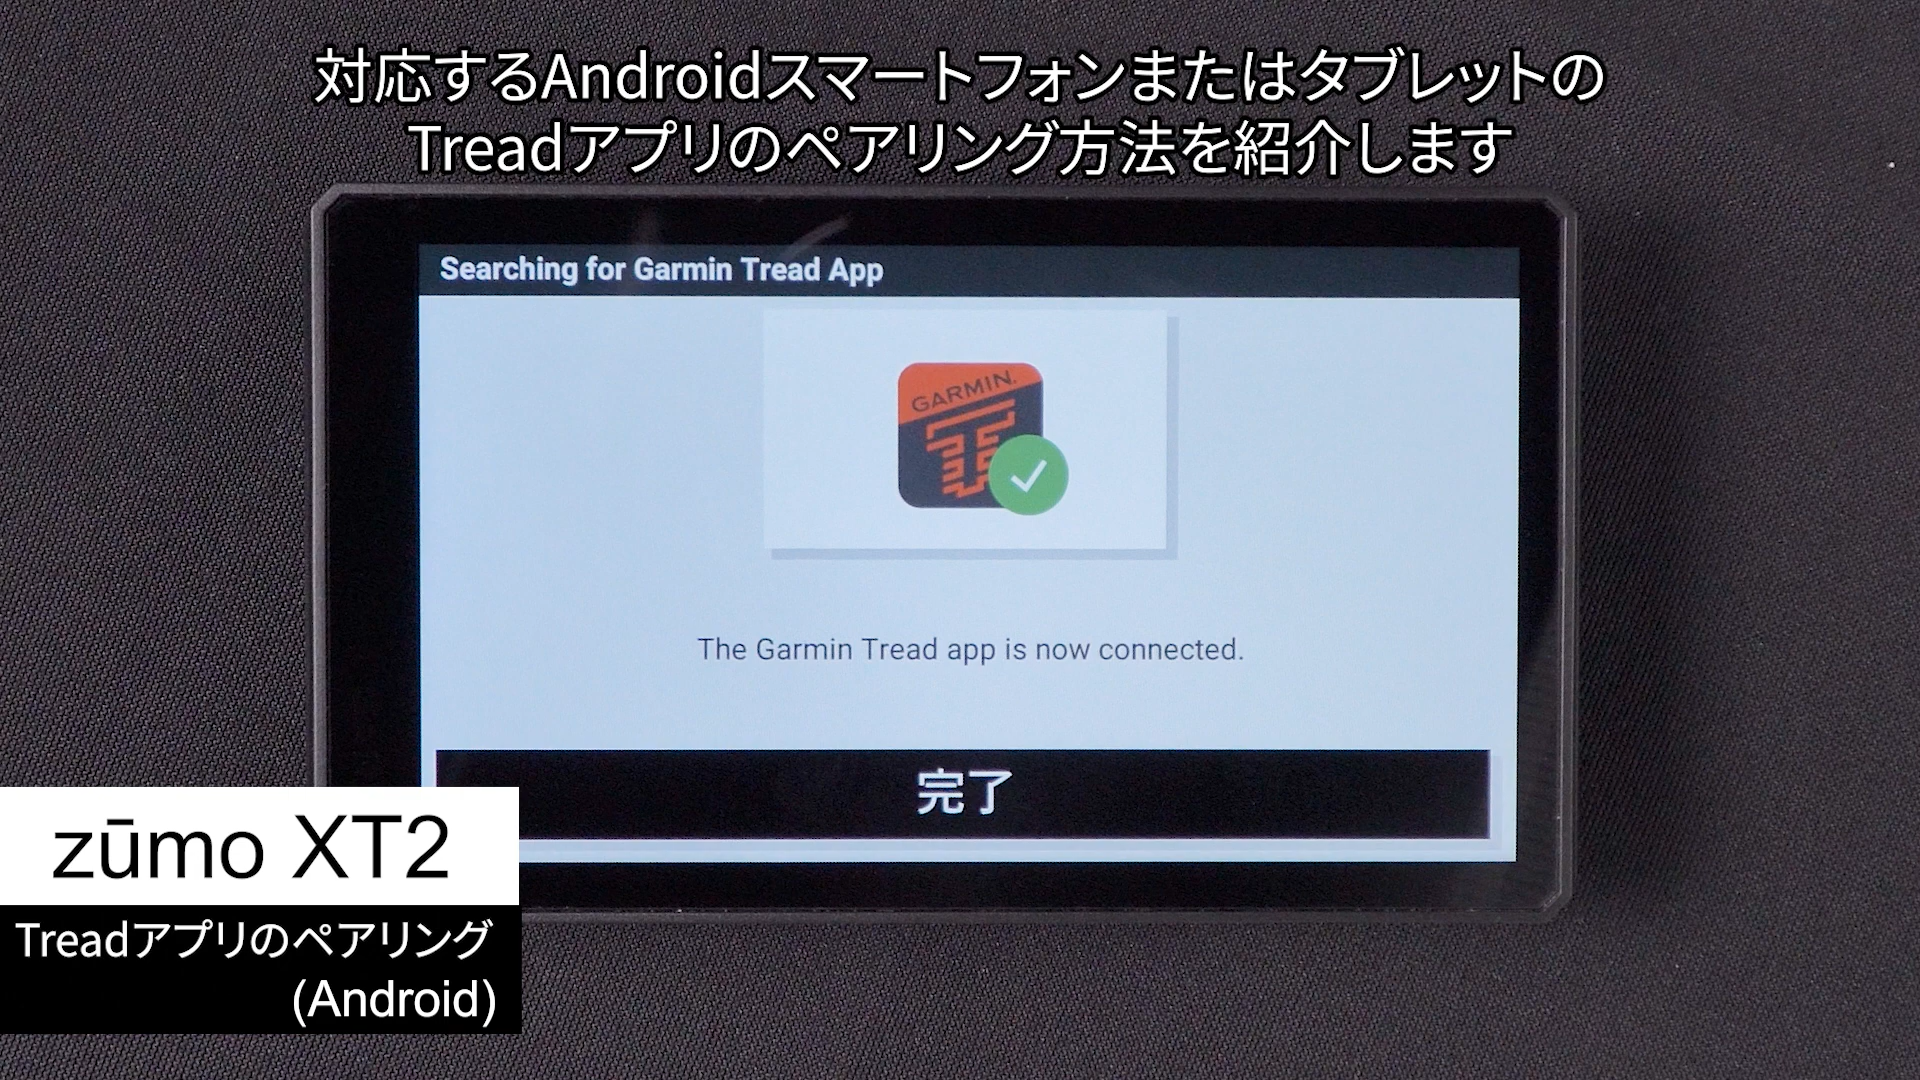 対応するAndroidスマートフォンまたはタブレットの
Treadアプリのペアリング方法を紹介します
Searching for Garmin Tread App
GARMIN
The Garmin Tread app is now connected.
完了
zūmo XT2
Treadアプリのペアリング
(Android)